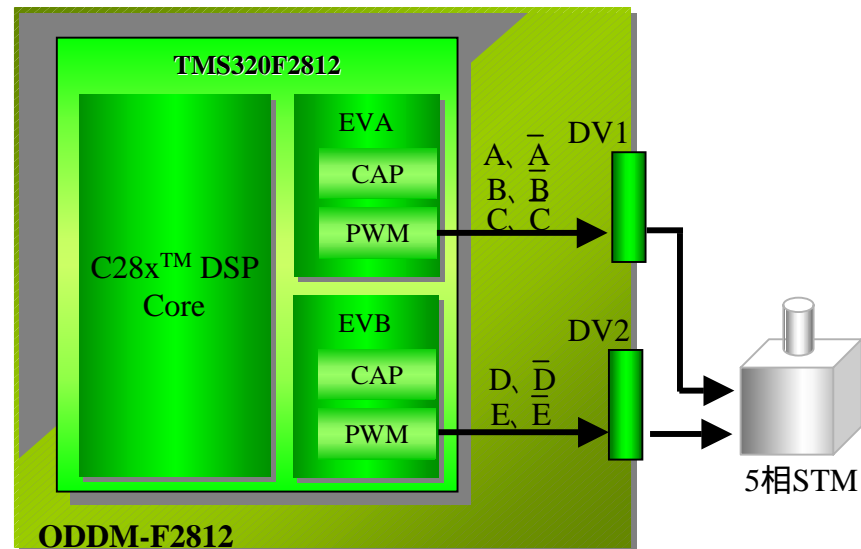 TMS320F2812
C28x™ DSP
Core
EVA
CAP
PWM
EVB
CAP
PWM
A、A̅
B、B̅
C、C̅
D、D̅
E、E̅
DV1
DV2
5相STM
ODDM-F2812